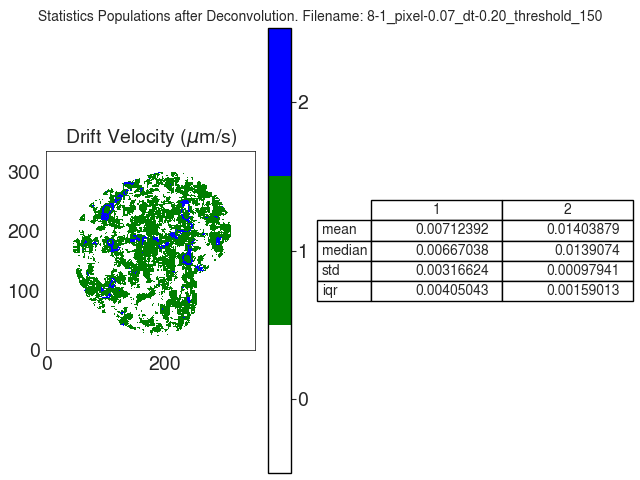 Statistics Populations after Deconvolution. Filename: 8-1_pixel-0.07_dt-0.20_threshold_150
Drift Velocity (μm/s)
300
200
100
0
0 200
2
1
0
1 2
mean 0.00712392 0.01403879
median 0.00667038 0.0139074
std 0.00316624 0.00097941
iqr 0.00405043 0.00159013